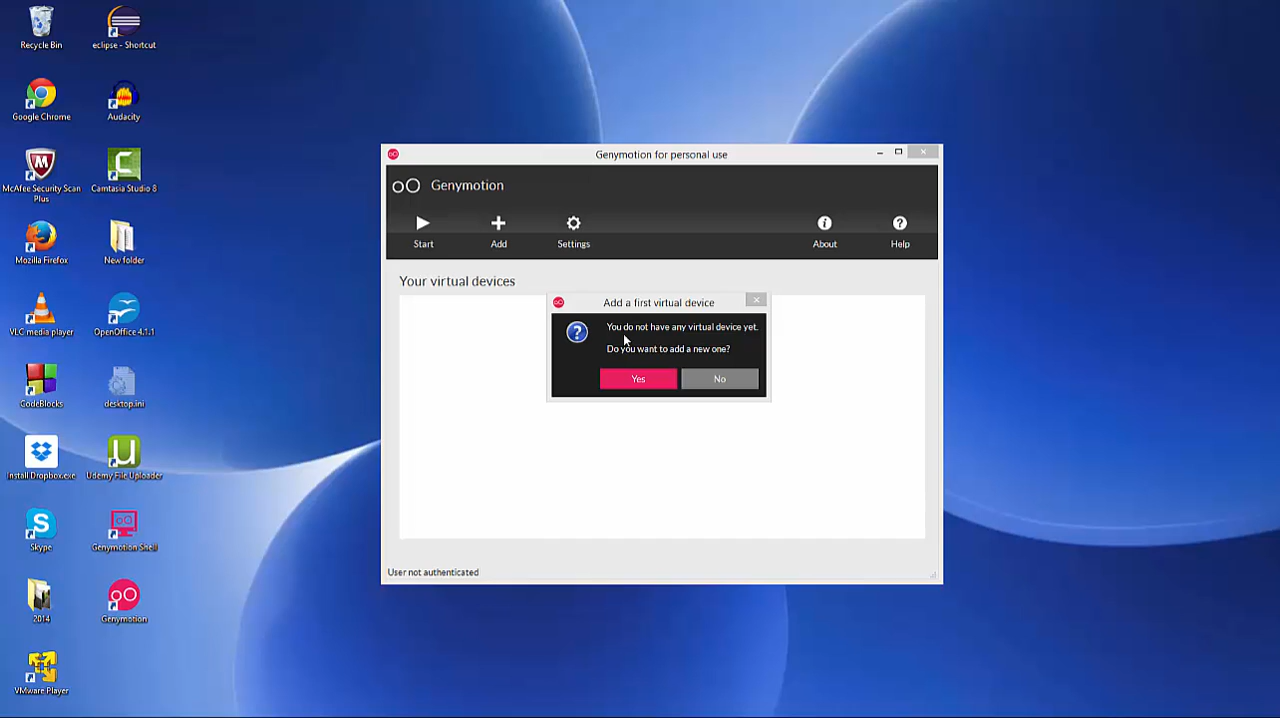 Recycle Bin
eclipse - Shortcut
Google Chrome
Audacity
McAfee Security Scan
Plus
Camtasia Studio 8
Mozilla Firefox
New folder
VLC media player
OpenOffice 4.1.1
CodeBlocks
desktop.ini
Install Dropbox.exe
Udemy File Uploader
Skype
Genymotion Shell
2014
Genymotion
VMware Player
Genymotion for personal use
Genymotion
Start
Add
Settings
About
Help
Your virtual devices
Add a first virtual device
You do not have any virtual device yet.
Do you want to add a new one?
Yes
No
User not authenticated